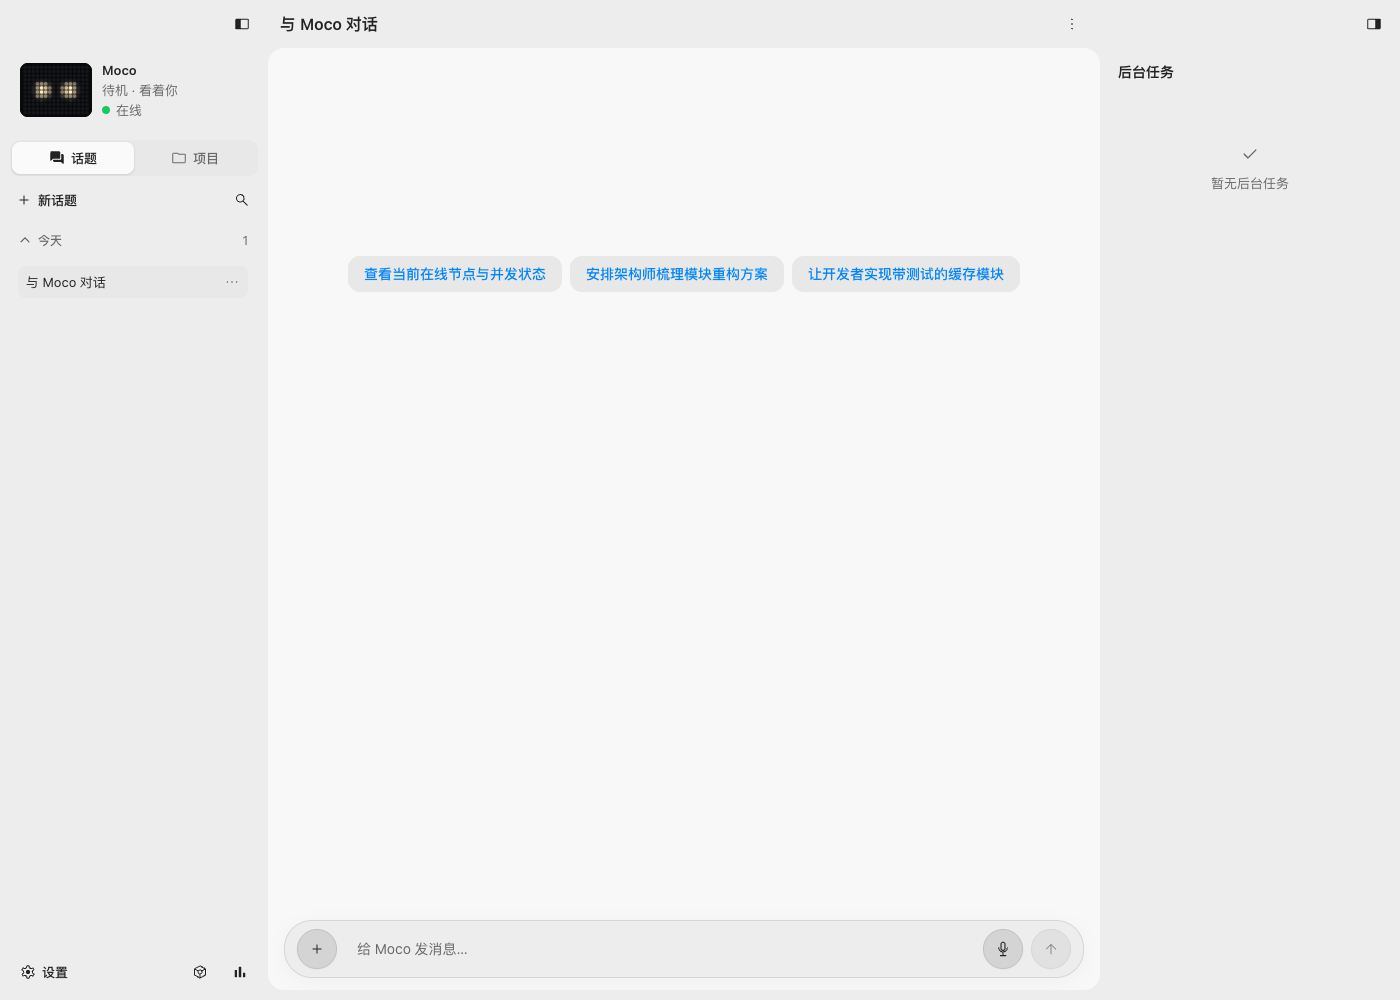 与 Moco 对话
Moco
待机 · 看着你
在线
话题
项目
新话题
今天
1
与 Moco 对话
设置
查看当前在线节点与并发状态
安排架构师梳理模块重构方案
让开发者实现带测试的缓存模块
给 Moco 发消息...
后台任务
暂无后台任务